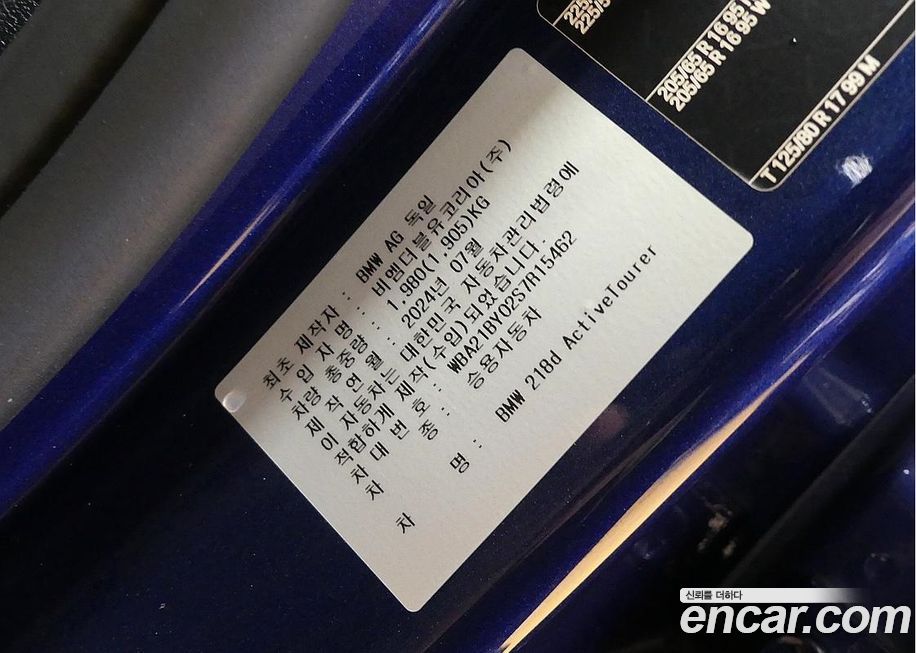 225/
225/5
205/65 R 16 95
205/65 R 16 95 W
T 125/80 R 17 99 M
최초 제작자 : BMW AG 독일
수 입 자 명 : 비엠더블유코리아(주)
차량 총중량 : 1,980(1,905)KG
제 작 연 월 : 2024년 07월
이 자동차는 대한민국 자동차관리법령에
적합하게 제작(수입)되었습니다.
차 대 번 호 : WBA21BY02S7R15462
차 종 : 승용자동차
차 명 : BMW 218d ActiveTourer
신뢰를 더하다
encar.com